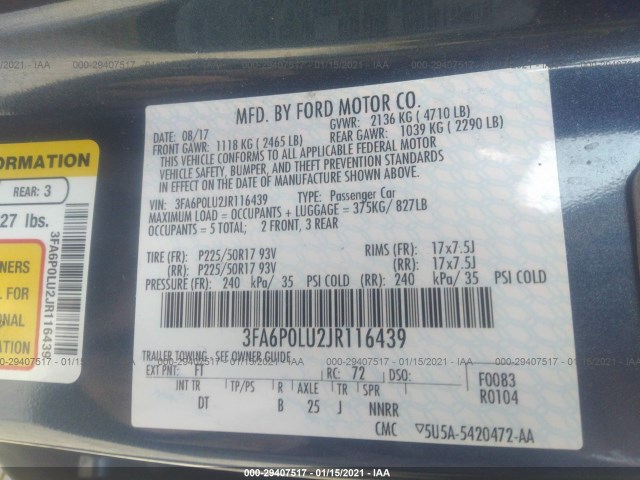 000-29407517 - 01/15/2021 - IAA
MFD. BY FORD MOTOR CO.
08/17
GVWR: 2136 KG ( 4710 LB)
FRONT GAWR: 1118 KG ( 2465 LB)
REAR GAWR: 1039 KG ( 2290 LB)
THIS VEHICLE CONFORMS TO ALL APPLICABLE FEDERAL MOTOR
VEHICLE SAFETY, BUMPER, AND THEFT PREVENTION STANDARDS
IN EFFECT ON THE DATE OF MANUFACTURE SHOWN ABOVE.
VIN: 3FA6P0LU2JR116439 TYPE: Passenger Car
MAXIMUM LOAD = OCCUPANTS + LUGGAGE = 375KG/ 827LB
OCCUPANTS = 5 TOTAL; 2 FRONT, 3 REAR
TIRE (FR): P225/50R17 93V RIMS (FR): 17x7.5J
(RR): P225/50R17 93V (RR): 17x7.5J
PRESSURE (FR): 240 kPa/ 35 PSI COLD (RR): 240 kPa/ 35 PSI COLD
3FA6P0LU2JR116439
TRAILER TOWING - SEE OWNER GUIDE
EXT PNT: FT RC: 72 DSO:
INT TR TP/PS R AXLE TR SPR
DT B 25 J NNRR
F0083
R0104
CMC 5U5A-5420472-AA
ORMATION
REAR: 3
27 lbs.
NERS
L FOR
ONAL
TION
3FA6P0LU2JR116439
000-29407517 - 01/15/2021 - IAA
000-29407517 - 01/15/2021 - IAA
000-29407517 - 01/15/2021 - IAA